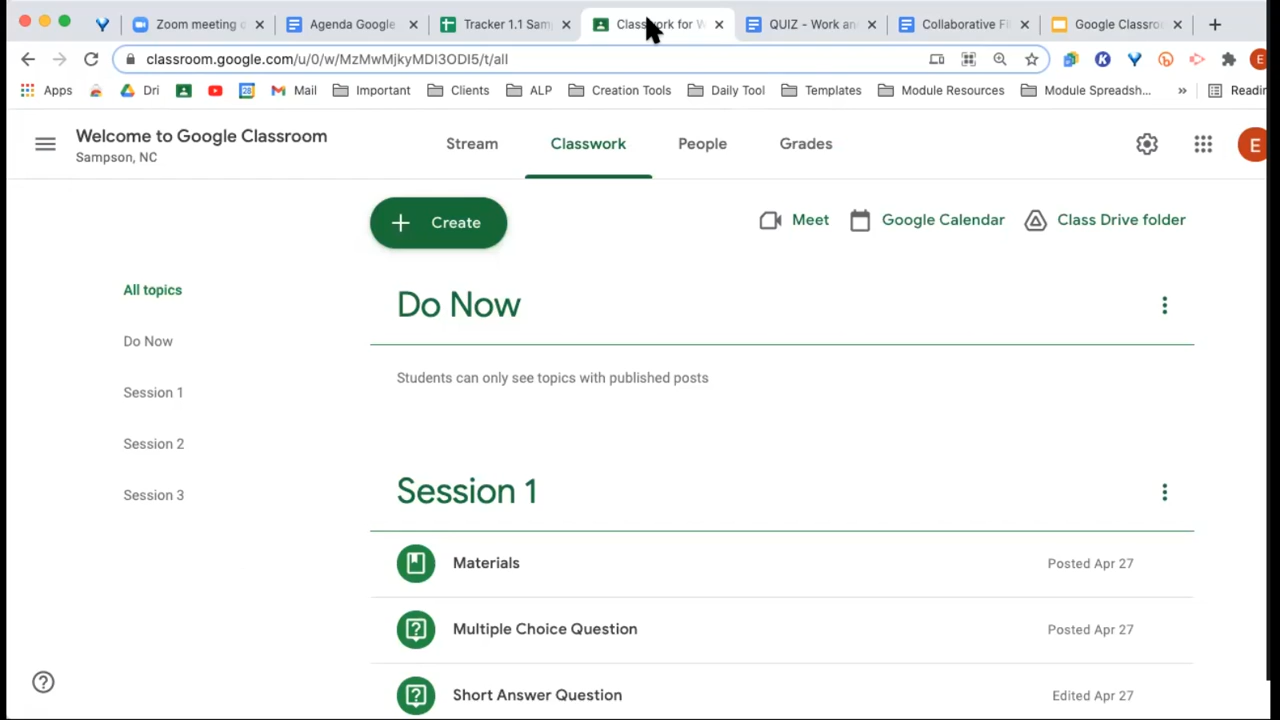 Zoom meeting
Agenda Google
Tracker 1.1 Sam
Classwork for W
QUIZ - Work an
Collaborative
Google Classro
classroom.google.com/u/0/w/MzMwMjkyMDI3ODI5/t/all
Apps
Dri
Mail
Important
Clients
ALP
Creation Tools
Daily Tool
Templates
Module Resources
Module Spreadsh...
»
Readin
Welcome to Google Classroom
Sampson, NC
Stream
Classwork
People
Grades
E
Create
Meet
Google Calendar
Class Drive folder
All topics
Do Now
Session 1
Session 2
Session 3
Do Now
Students can only see topics with published posts
Session 1
Materials
Posted Apr 27
Multiple Choice Question
Posted Apr 27
Short Answer Question
Edited Apr 27